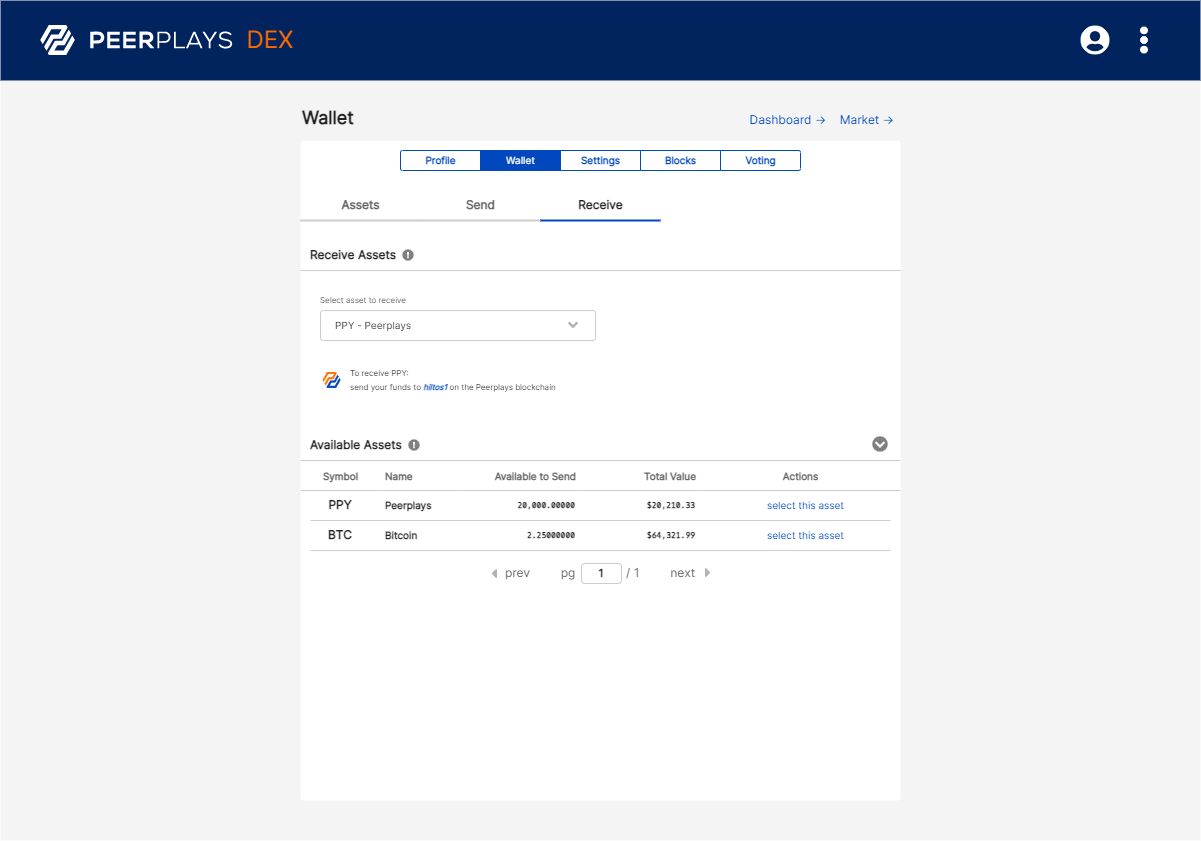 PEERPLAYS DEX
Wallet
Dashboard → Market →
Profile Wallet Settings Blocks Voting
Assets Send Receive
Receive Assets
Select asset to receive
PPY - Peerplays
To receive PPY:
send your funds to hiltos1 on the Peerplays blockchain
Available Assets
Symbol Name Available to Send Total Value Actions
PPY Peerplays 20,000.00000 $20,210.33 select this asset
BTC Bitcoin 2.25000000 $64,321.99 select this asset
prev pg 1 / 1 next